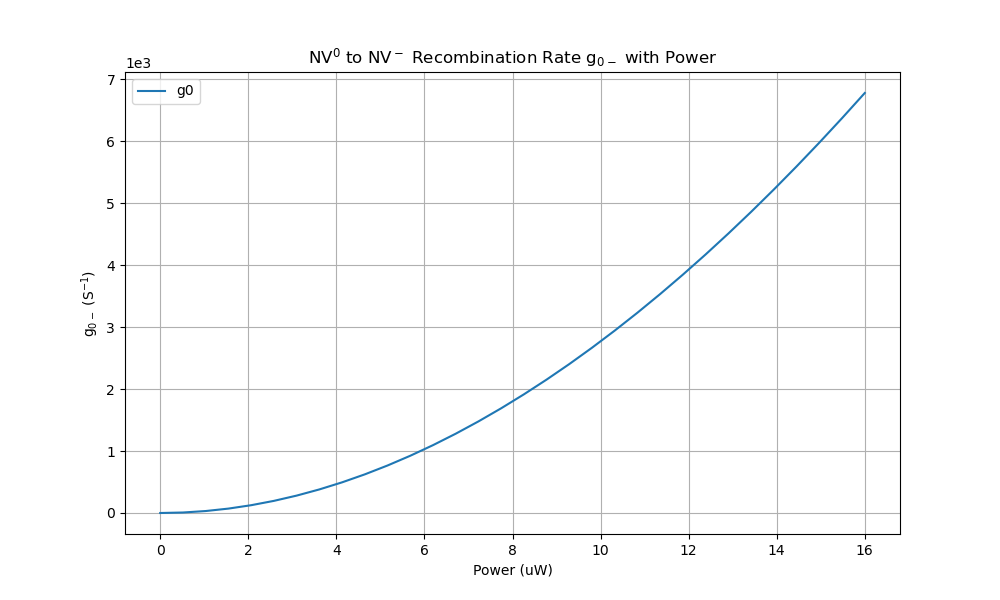 NV⁰ to NV⁻ Recombination Rate g₀₋ with Power
1e3
g0
7
6
5
4
3
2
1
0
g₀₋ (S⁻¹)
0 2 4 6 8 10 12 14 16
Power (uW)